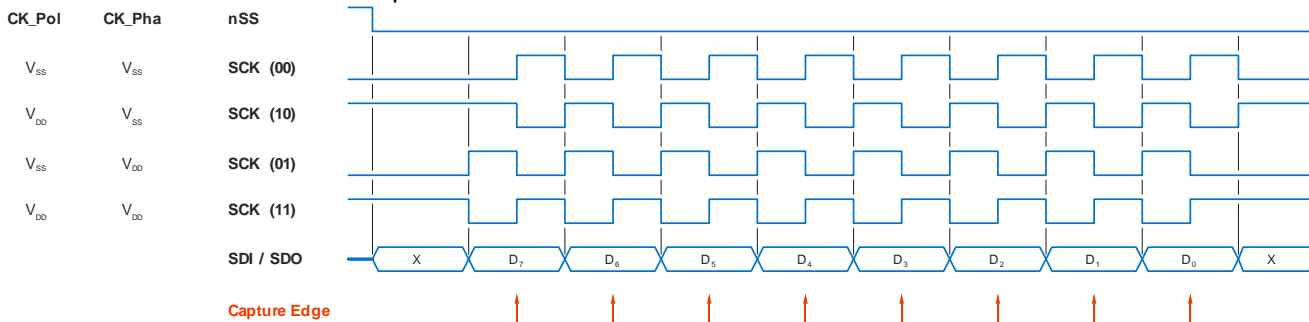 CK_Pol CK_Pha nSS
VSS VSS SCK (00)
VDD VSS SCK (10)
VSS VDD SCK (01)
VDD VDD SCK (11)
SDI / SDO X D7 D6 D5 D4 D3 D2 D1 D0 X
Capture Edge